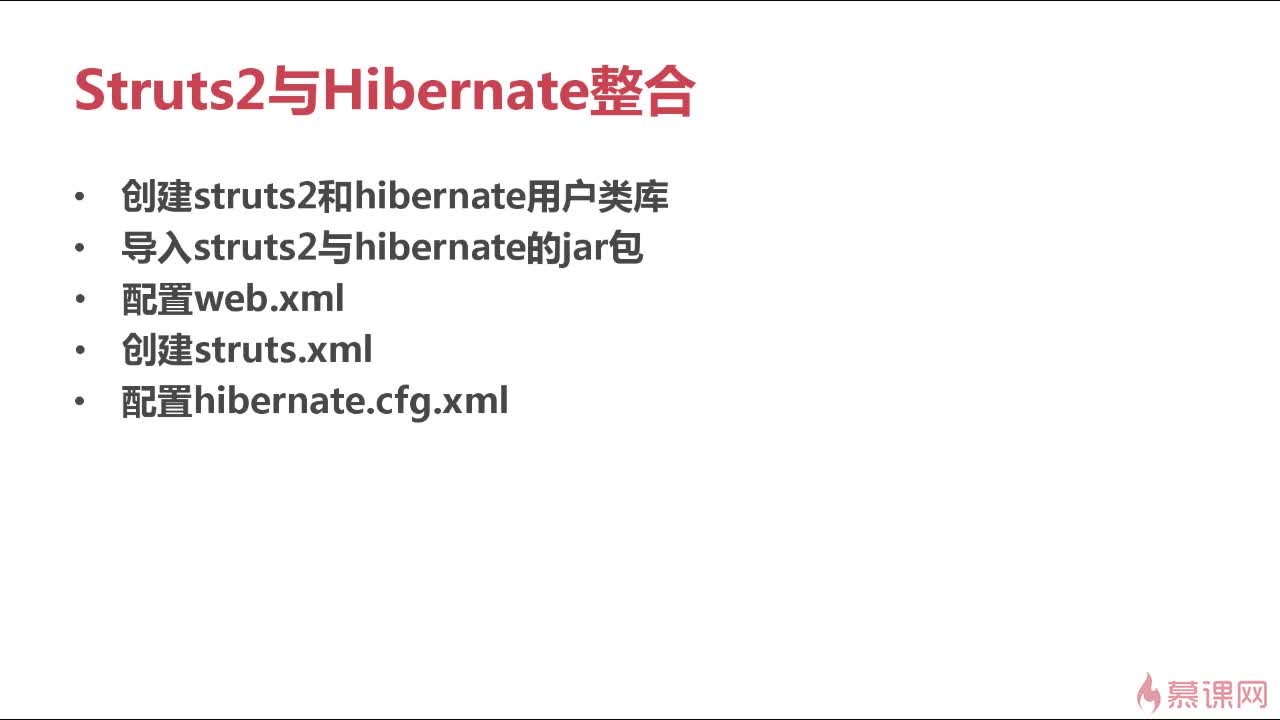 Struts2与Hibernate整合
• 创建struts2和hibernate用户类库
• 导入struts2与hibernate的jar包
• 配置web.xml
• 创建struts.xml
• 配置hibernate.cfg.xml
慕课网